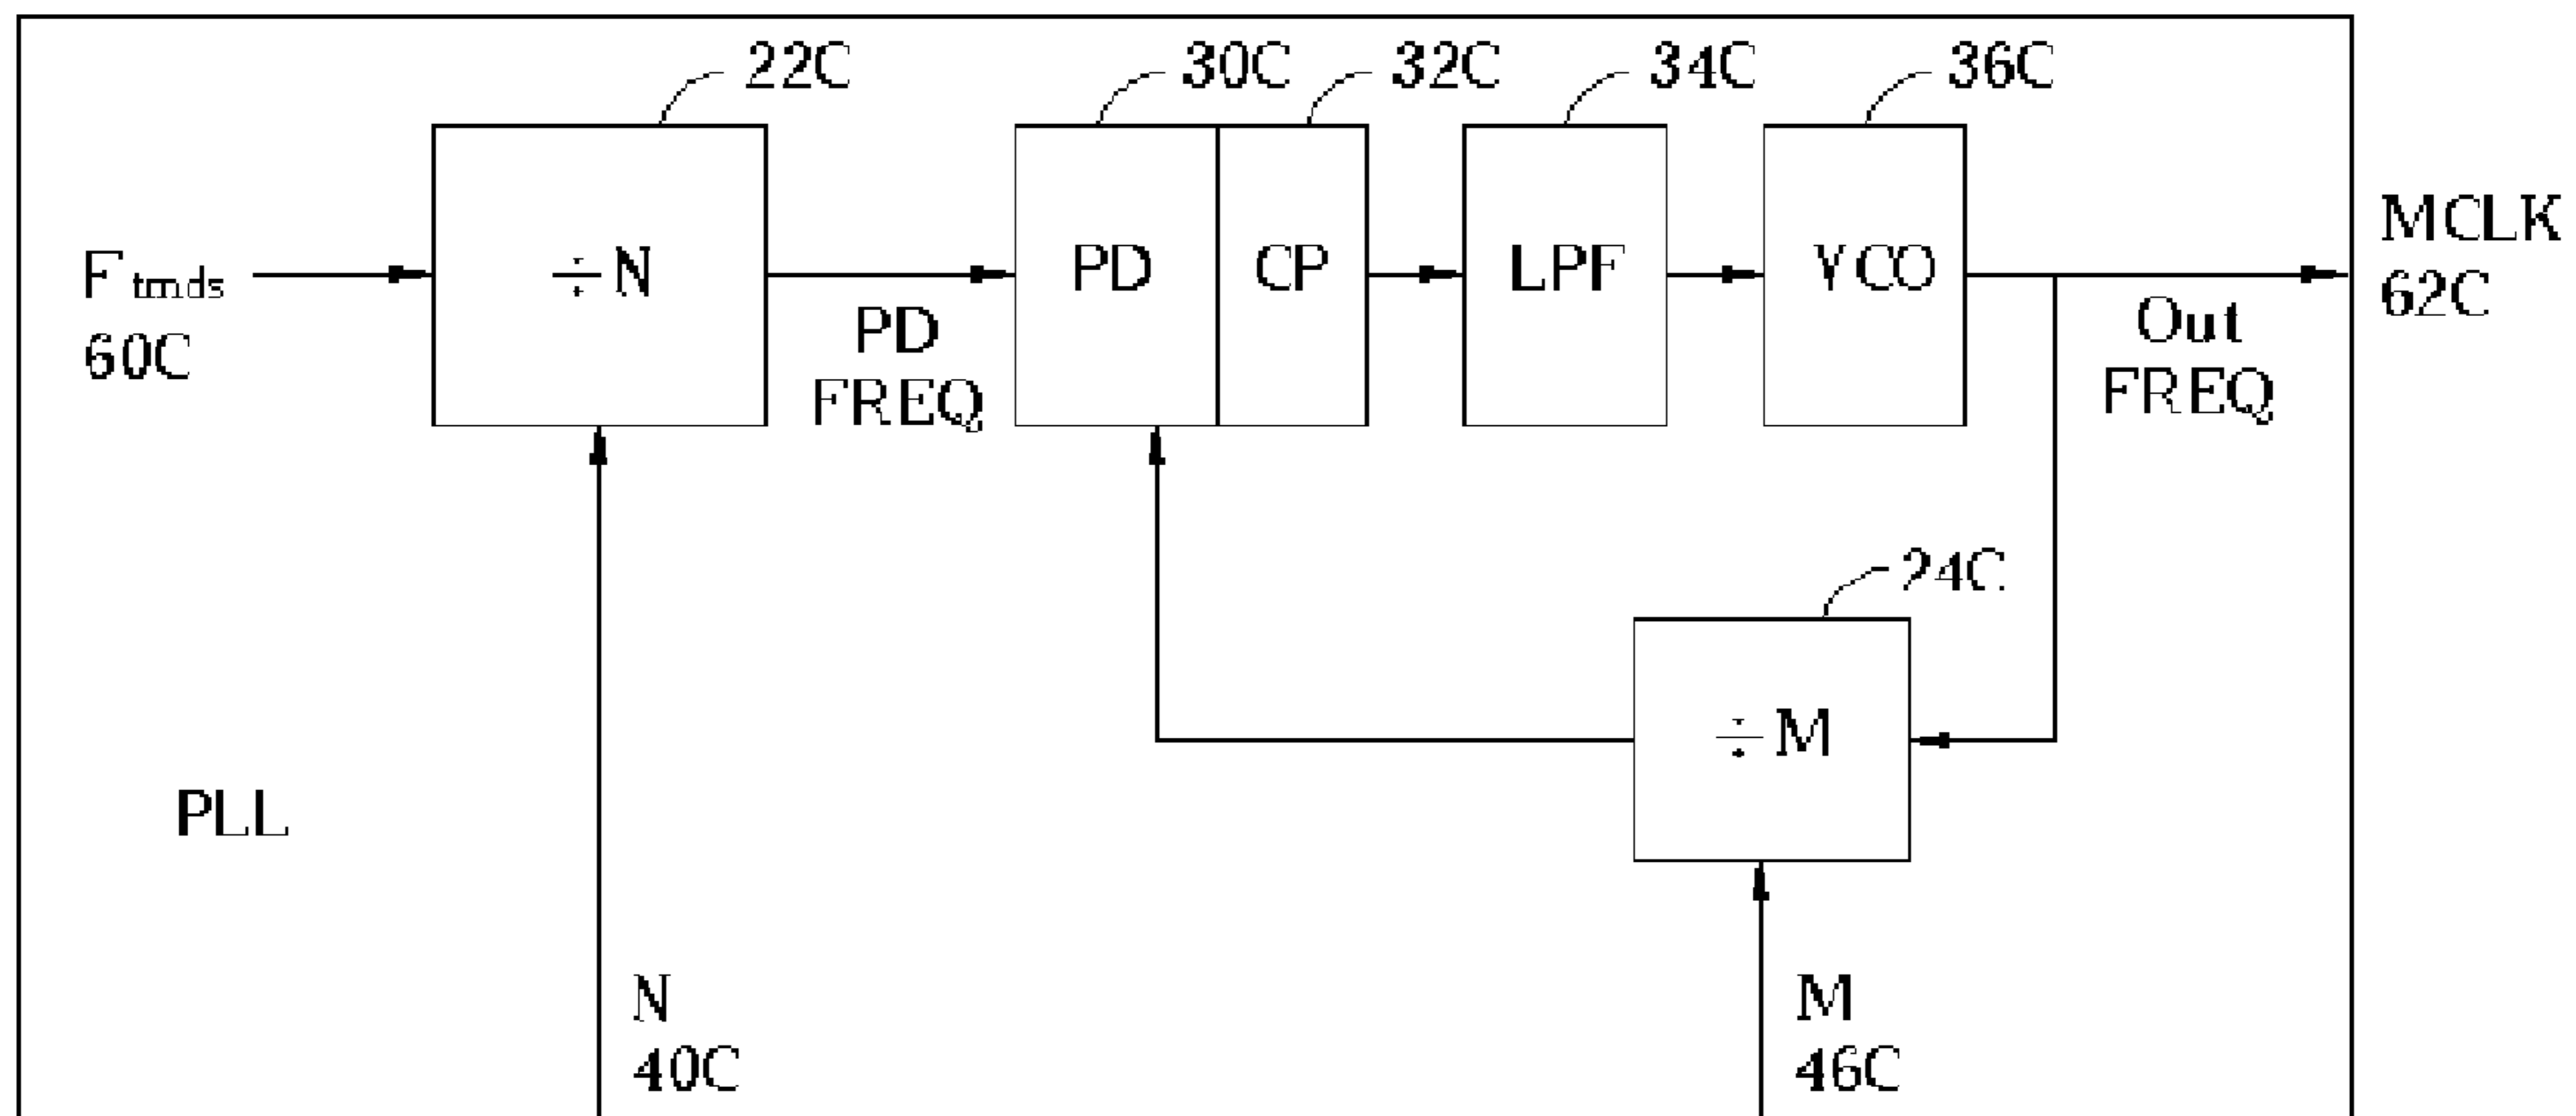 22C
30C
32C
34C
36C
F tmds
60C
÷N
PD
FREQ
PD
CP
LPF
VCO
Out
FREQ
MCLK
62C
24C
÷M
PLL
N
40C
M
46C